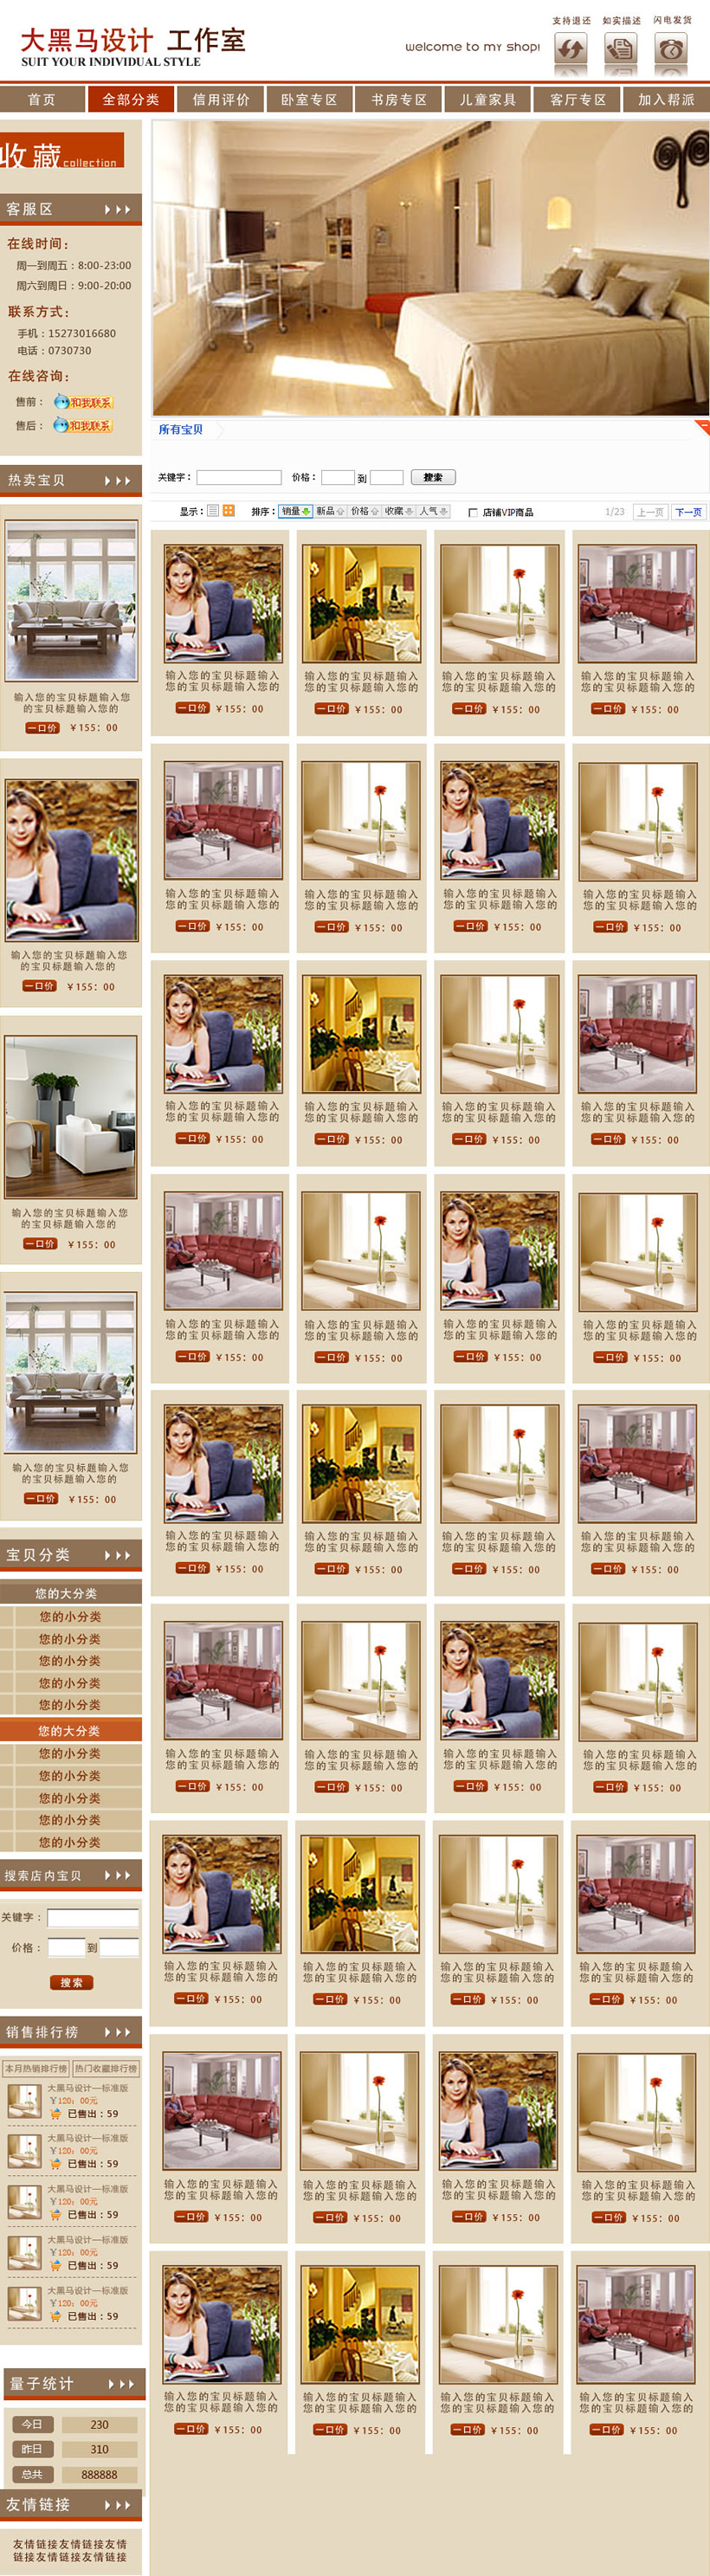 大黑马设计 工作室
SUIT YOUR INDIVIDUAL STYLE
welcome to my shop!
支持退还 如实描述 闪电发货
首页 全部分类 信用评价 卧室专区 书房专区 儿童家具 客厅专区 加入帮派
收藏collection
客服区
在线时间：
周一到周五：8:00-23:00
周六到周日：9:00-20:00
联系方式：
手机：15273016680
电话：0730730
在线咨询：
售前： 和我联系
售后： 和我联系
热卖宝贝
输入您的宝贝标题输入您
的宝贝标题输入您的
一口价 ￥155：00
输入您的宝贝标题输入您
的宝贝标题输入您的
一口价 ￥155：00
输入您的宝贝标题输入您
的宝贝标题输入您的
一口价 ￥155：00
输入您的宝贝标题输入您
的宝贝标题输入您的
一口价 ￥155：00
宝贝分类
您的大分类
您的小分类
您的小分类
您的小分类
您的小分类
您的小分类
您的大分类
您的小分类
您的小分类
您的小分类
您的小分类
您的小分类
搜索店内宝贝
关键字：
价格： 到
搜索
销售排行榜
本月热销排行榜 热门收藏排行榜
大黑马设计—标准版
￥120：00元
已售出：59
大黑马设计—标准版
￥120：00元
已售出：59
大黑马设计—标准版
￥120：00元
已售出：59
大黑马设计—标准版
￥120：00元
已售出：59
大黑马设计—标准版
￥120：00元
已售出：59
量子统计
今日 230
昨日 310
总共 888888
友情链接
友情链接友情链接友情
链接友情链接友情链接
所有宝贝
关键字： 价格： 到 搜索
显示： 排序： 销量 新品 价格 收藏 人气 店铺VIP商品 1/23 上一页 下一页
输入您的宝贝标题输入 输入您的宝贝标题输入 输入您的宝贝标题输入 输入您的宝贝标题输入
您的宝贝标题输入您的 您的宝贝标题输入您的 您的宝贝标题输入您的 您的宝贝标题输入您的
一口价 ￥155：00 一口价 ￥155：00 一口价 ￥155：00 一口价 ￥155：00
输入您的宝贝标题输入 输入您的宝贝标题输入 输入您的宝贝标题输入 输入您的宝贝标题输入
您的宝贝标题输入您的 您的宝贝标题输入您的 您的宝贝标题输入您的 您的宝贝标题输入您的
一口价 ￥155：00 一口价 ￥155：00 一口价 ￥155：00 一口价 ￥155：00
输入您的宝贝标题输入 输入您的宝贝标题输入 输入您的宝贝标题输入 输入您的宝贝标题输入
您的宝贝标题输入您的 您的宝贝标题输入您的 您的宝贝标题输入您的 您的宝贝标题输入您的
一口价 ￥155：00 一口价 ￥155：00 一口价 ￥155：00 一口价 ￥155：00
输入您的宝贝标题输入 输入您的宝贝标题输入 输入您的宝贝标题输入 输入您的宝贝标题输入
您的宝贝标题输入您的 您的宝贝标题输入您的 您的宝贝标题输入您的 您的宝贝标题输入您的
一口价 ￥155：00 一口价 ￥155：00 一口价 ￥155：00 一口价 ￥155：00
输入您的宝贝标题输入 输入您的宝贝标题输入 输入您的宝贝标题输入 输入您的宝贝标题输入
您的宝贝标题输入您的 您的宝贝标题输入您的 您的宝贝标题输入您的 您的宝贝标题输入您的
一口价 ￥155：00 一口价 ￥155：00 一口价 ￥155：00 一口价 ￥155：00
输入您的宝贝标题输入 输入您的宝贝标题输入 输入您的宝贝标题输入 输入您的宝贝标题输入
您的宝贝标题输入您的 您的宝贝标题输入您的 您的宝贝标题输入您的 您的宝贝标题输入您的
一口价 ￥155：00 一口价 ￥155：00 一口价 ￥155：00 一口价 ￥155：00
输入您的宝贝标题输入 输入您的宝贝标题输入 输入您的宝贝标题输入 输入您的宝贝标题输入
您的宝贝标题输入您的 您的宝贝标题输入您的 您的宝贝标题输入您的 您的宝贝标题输入您的
一口价 ￥155：00 一口价 ￥155：00 一口价 ￥155：00 一口价 ￥155：00
输入您的宝贝标题输入 输入您的宝贝标题输入 输入您的宝贝标题输入 输入您的宝贝标题输入
您的宝贝标题输入您的 您的宝贝标题输入您的 您的宝贝标题输入您的 您的宝贝标题输入您的
一口价 ￥155：00 一口价 ￥155：00 一口价 ￥155：00 一口价 ￥155：00
输入您的宝贝标题输入 输入您的宝贝标题输入 输入您的宝贝标题输入 输入您的宝贝标题输入
您的宝贝标题输入您的 您的宝贝标题输入您的 您的宝贝标题输入您的 您的宝贝标题输入您的
一口价 ￥155：00 一口价 ￥155：00 一口价 ￥155：00 一口价 ￥155：00